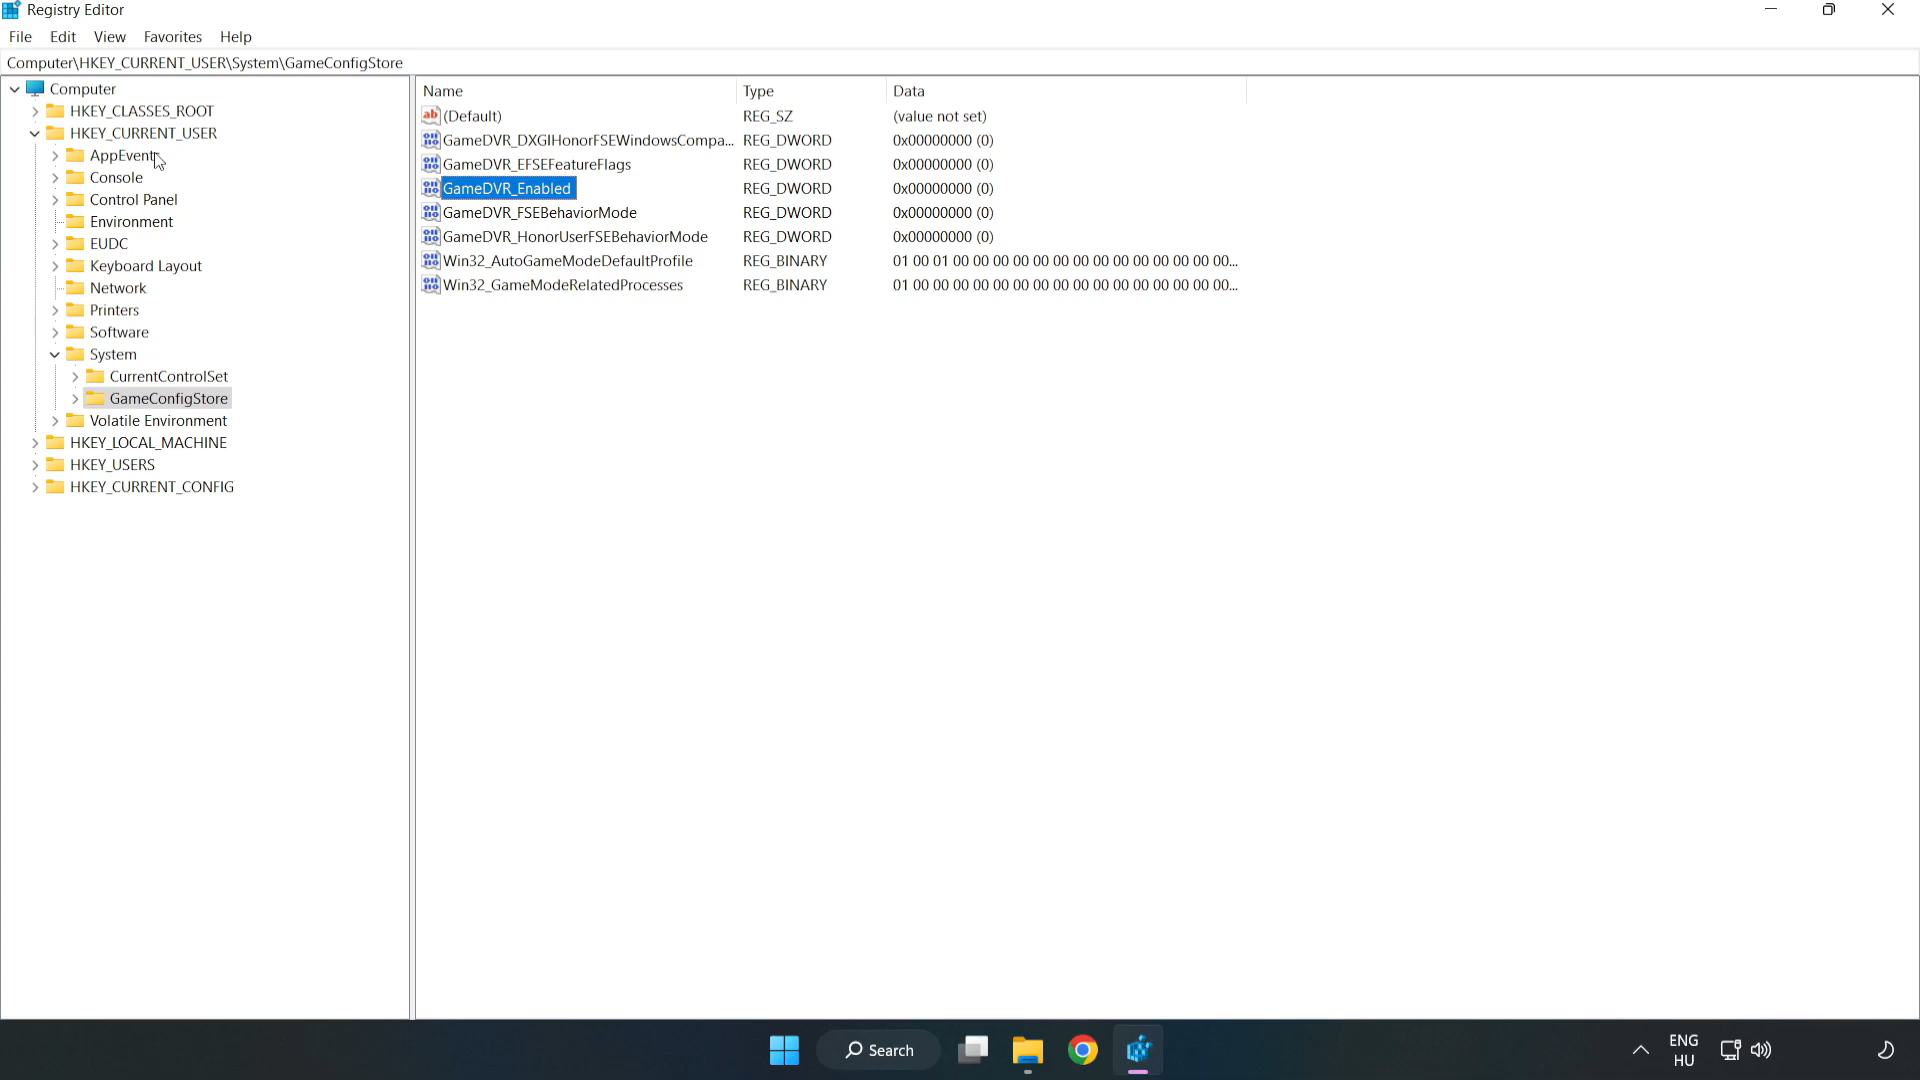 Registry Editor
File Edit View Favorites Help
Computer\HKEY_CURRENT_USER\System\GameConfigStore
Computer
HKEY_CLASSES_ROOT
HKEY_CURRENT_USER
AppEvents
Console
Control Panel
Environment
EUDC
Keyboard Layout
Network
Printers
Software
System
CurrentControlSet
GameConfigStore
Volatile Environment
HKEY_LOCAL_MACHINE
HKEY_USERS
HKEY_CURRENT_CONFIG
Name Type Data
(Default) REG_SZ (value not set)
GameDVR_DXGIHonorFSEWindowsCompa... REG_DWORD 0x00000000 (0)
GameDVR_EFSEFeatureFlags REG_DWORD 0x00000000 (0)
GameDVR_Enabled REG_DWORD 0x00000000 (0)
GameDVR_FSEBehaviorMode REG_DWORD 0x00000000 (0)
GameDVR_HonorUserFSEBehaviorMode REG_DWORD 0x00000000 (0)
Win32_AutoGameModeDefaultProfile REG_BINARY 01 00 01 00 00 00 00 00 00 00 00 00 00 00 00 00 00...
Win32_GameModeRelatedProcesses REG_BINARY 01 00 00 00 00 00 00 00 00 00 00 00 00 00 00 00 00...
Search
ENG
HU